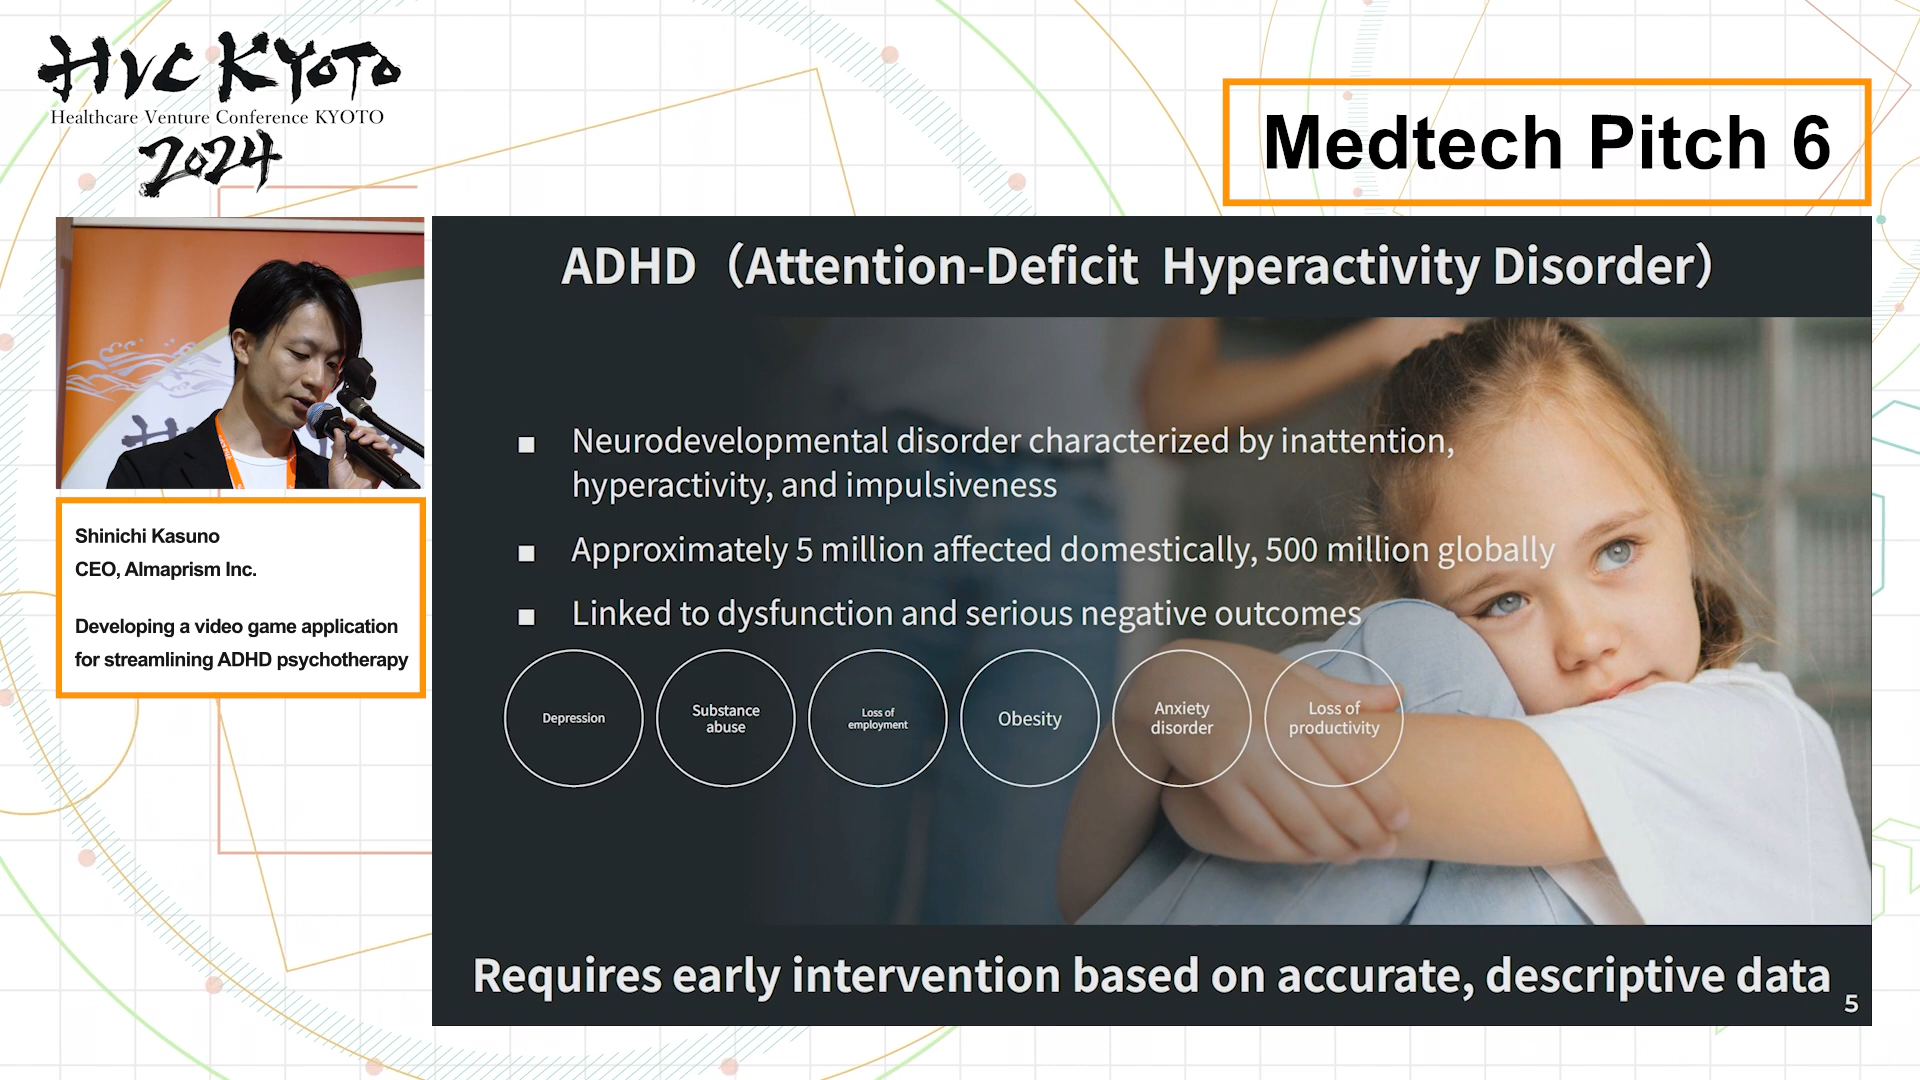 HVC KYOTO
Healthcare Venture Conference KYOTO
2024
Medtech Pitch 6
Shinichi Kasuno
CEO, Almaprism Inc.
Developing a video game application
for streamlining ADHD psychotherapy
ADHD（Attention-Deficit Hyperactivity Disorder）
■ Neurodevelopmental disorder characterized by inattention,
hyperactivity, and impulsiveness
■ Approximately 5 million affected domestically, 500 million globally
■ Linked to dysfunction and serious negative outcomes
Depression
Substance
abuse
Loss of
employment
Obesity
Anxiety
disorder
Loss of
productivity
Requires early intervention based on accurate, descriptive data
5